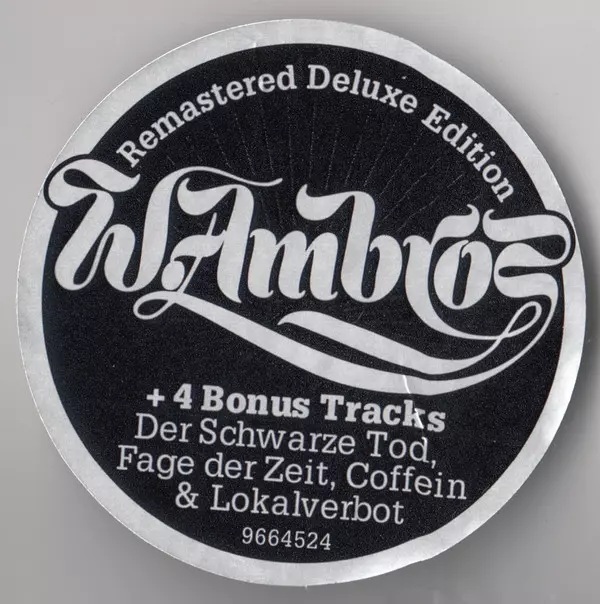 Remastered Deluxe Edition
W. Ambros
+ 4 Bonus Tracks
Der Schwarze Tod,
Fage der Zeit, Coffein
& Lokalverbot
9664524